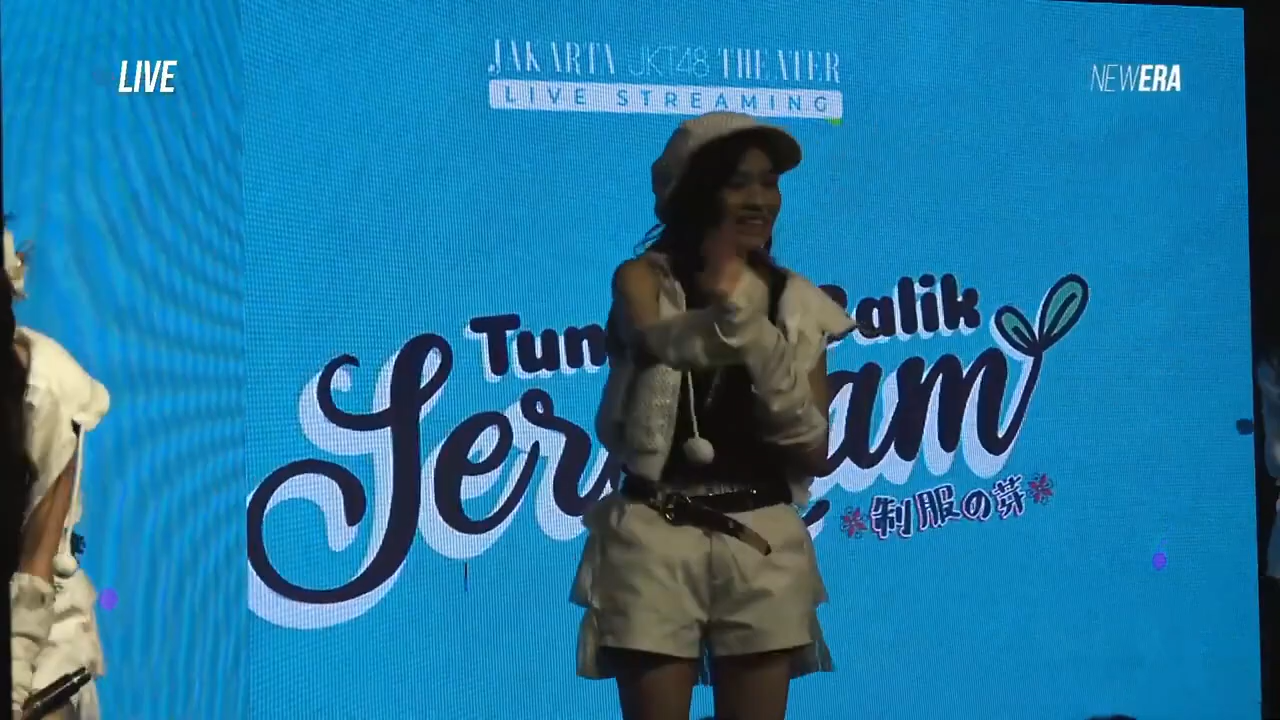 LIVE
JAKARTA JKT48 THEATER
LIVE STREAMING
NEWERA
Tun alik
Ser am
制服の芽